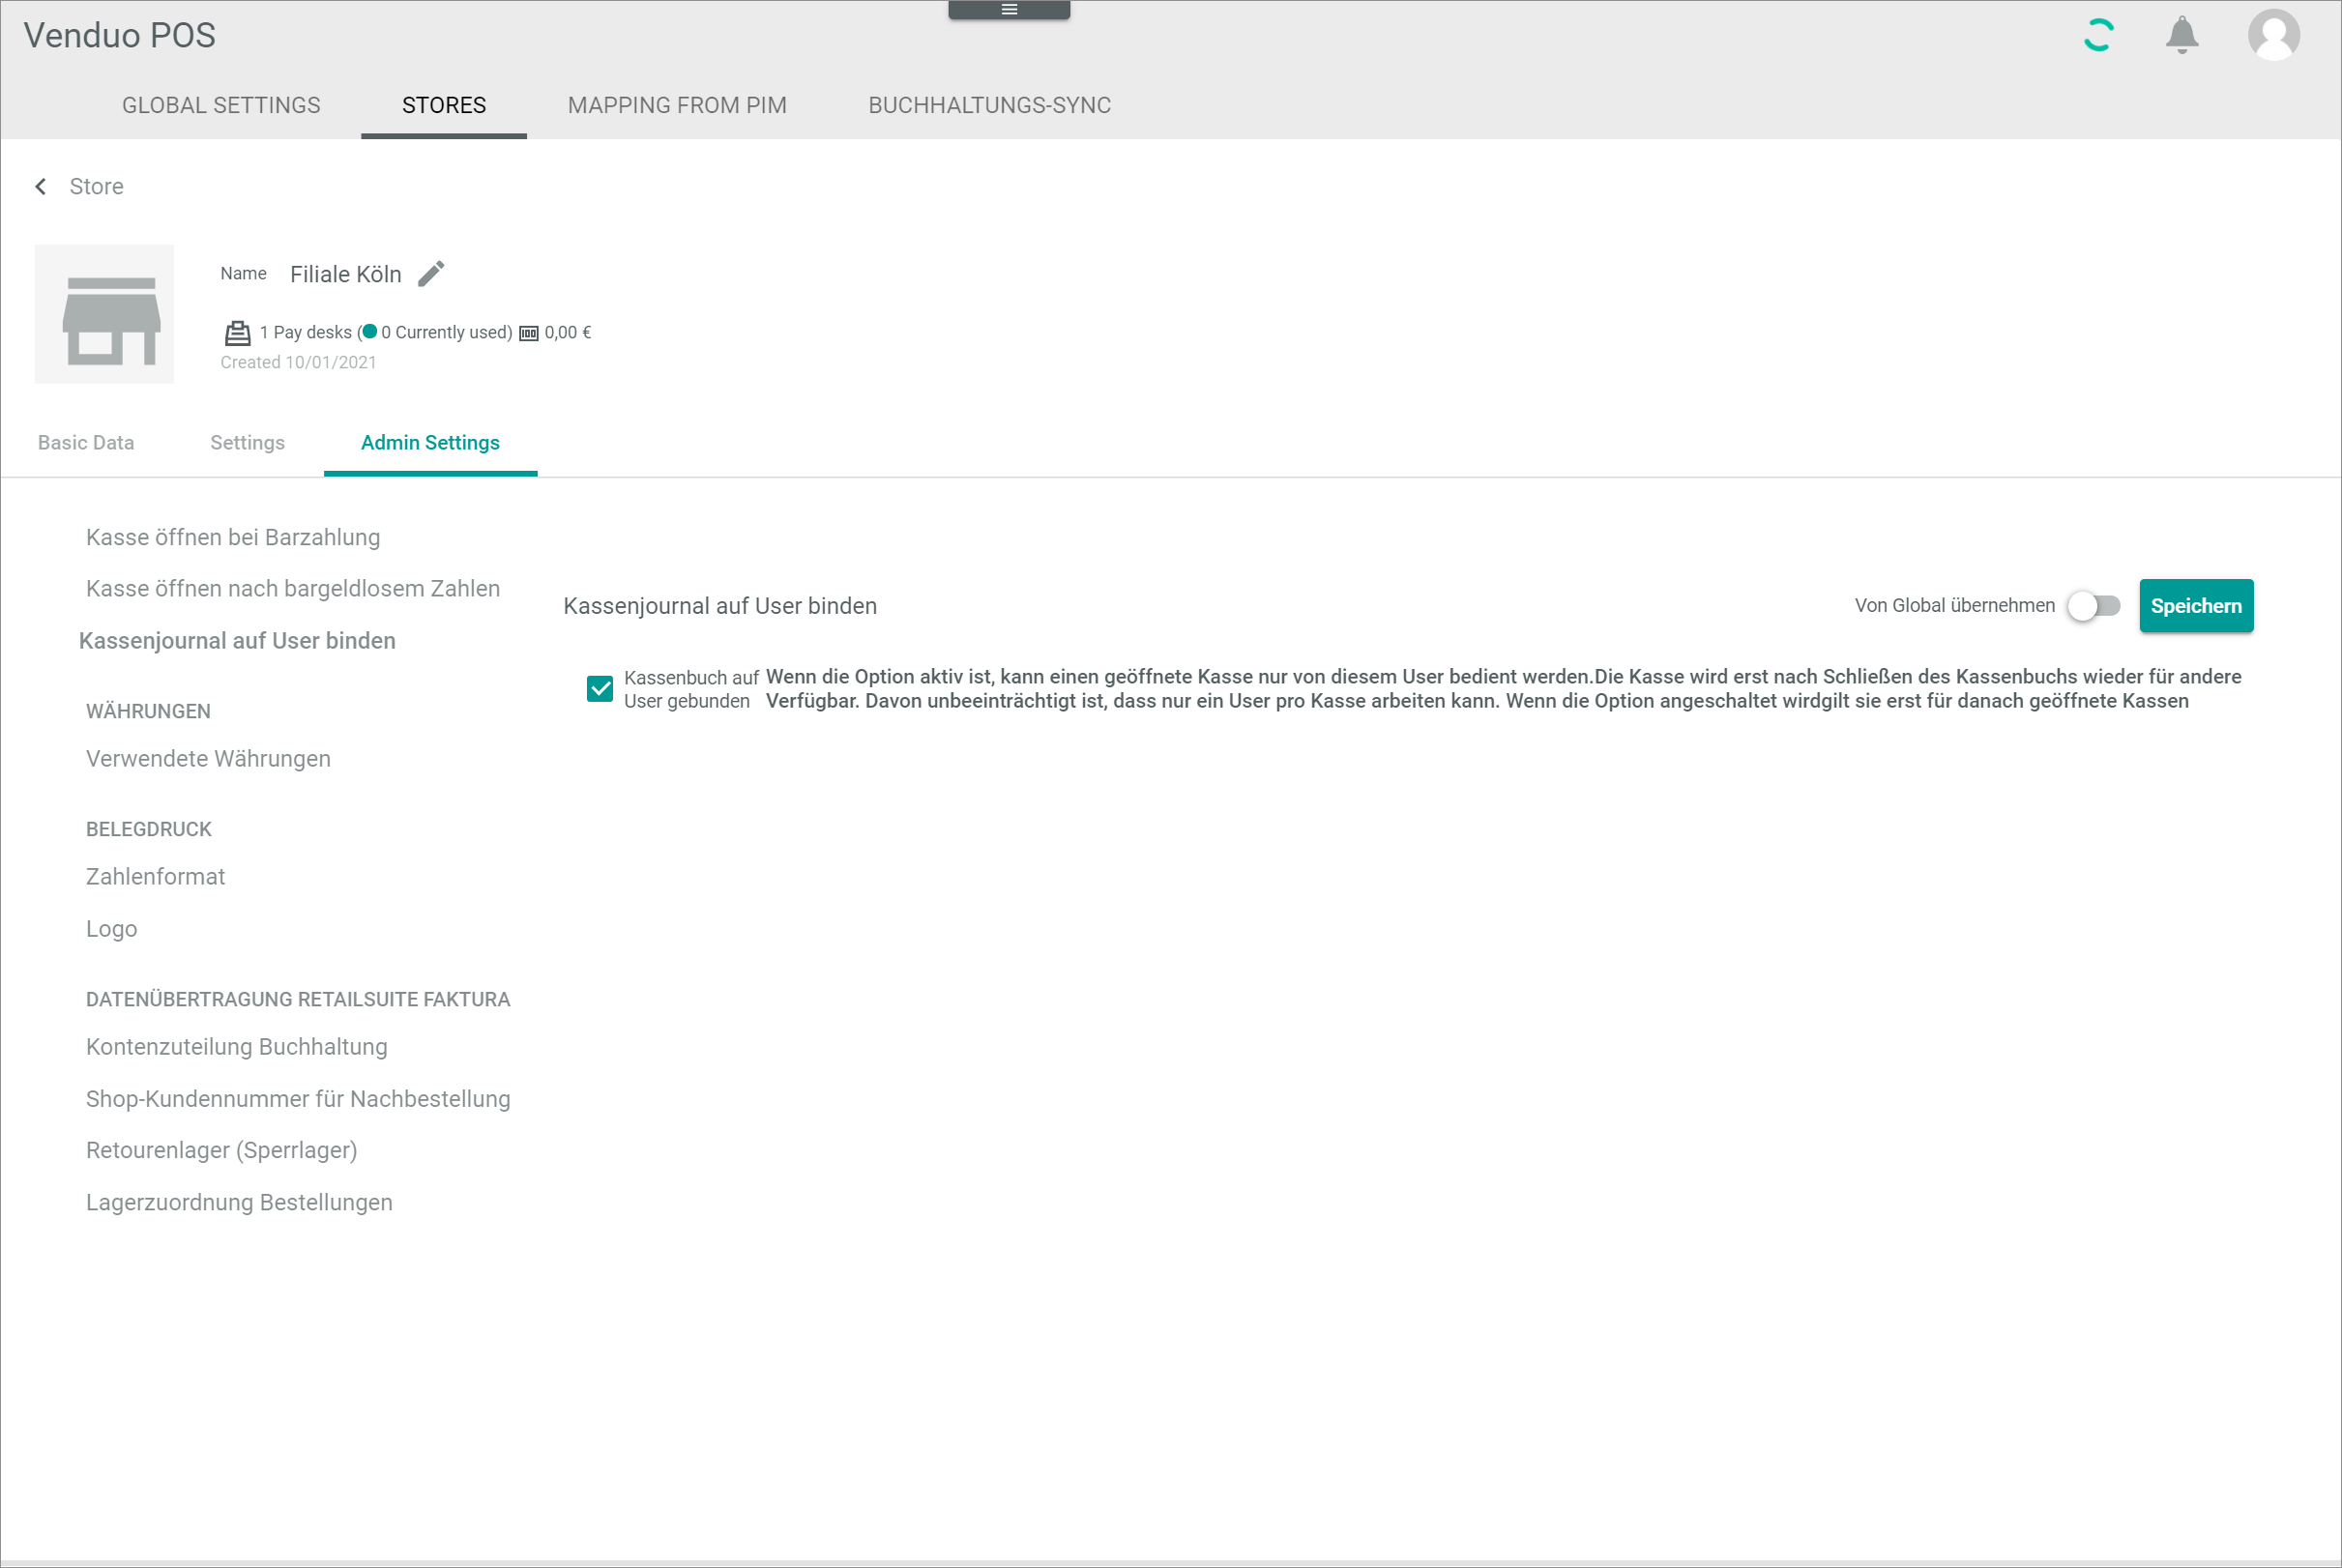 Venduo POS
GLOBAL SETTINGS
STORES
MAPPING FROM PIM
BUCHHALTUNGS-SYNC
Store
Name Filiale Köln
1 Pay desks (0 Currently used) 0,00 €
Created 10/01/2021
Basic Data
Settings
Admin Settings
Kasse öffnen bei Barzahlung
Kasse öffnen nach bargeldlosem Zahlen
Kassenjournal auf User binden
WÄHRUNGEN
Verwendete Währungen
BELEGDRUCK
Zahlenformat
Logo
DATENÜBERTRAGUNG RETAILSUITE FAKTURA
Kontenzuteilung Buchhaltung
Shop-Kundennummer für Nachbestellung
Retourenlager (Sperrlager)
Lagerzuordnung Bestellungen
Kassenjournal auf User binden
Von Global übernehmen
Speichern
Kassenbuch auf
User gebunden
Wenn die Option aktiv ist, kann einen geöffnete Kasse nur von diesem User bedient werden.Die Kasse wird erst nach Schließen des Kassenbuchs wieder für andere
Verfügbar. Davon unbeeinträchtigt ist, dass nur ein User pro Kasse arbeiten kann. Wenn die Option angeschaltet wirdgilt sie erst für danach geöffnete Kassen